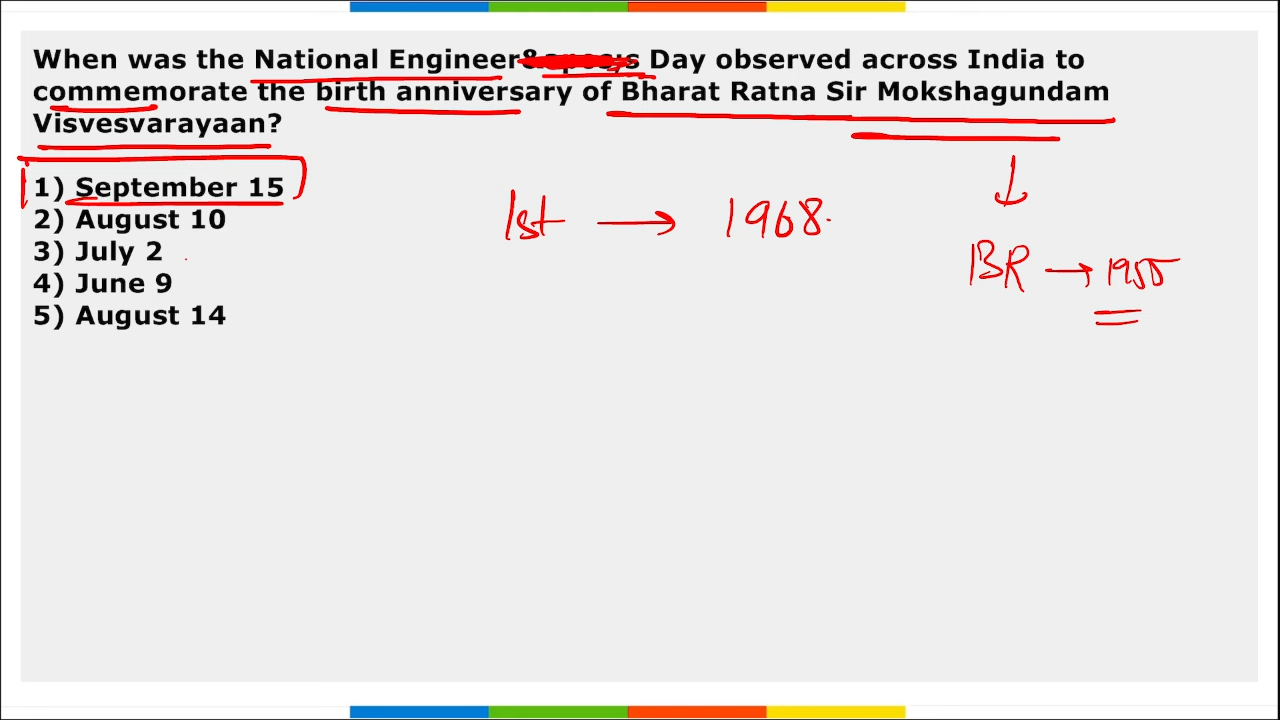 When was the National Engineer&apos;s Day observed across India to
commemorate the birth anniversary of Bharat Ratna Sir Mokshagundam
Visvesvarayaan?
1) September 15
2) August 10
3) July 2
4) June 9
5) August 14
1st → 1968.
BR → 1955